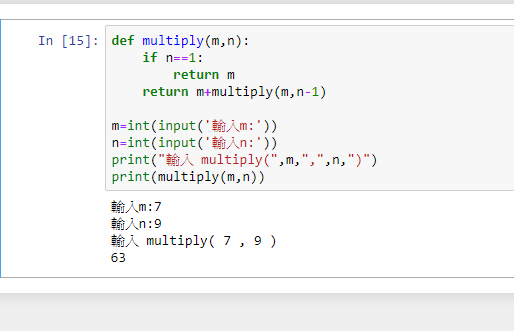 In [15]: def multiply(m,n):
    if n==1:
        return m
    return m+multiply(m,n-1)
m=int(input('輸入m:'))
n=int(input('輸入n:'))
print("輸入 multiply(",m,",",n,")")
print(multiply(m,n))
輸入m:7
輸入n:9
輸入 multiply( 7 , 9 )
63